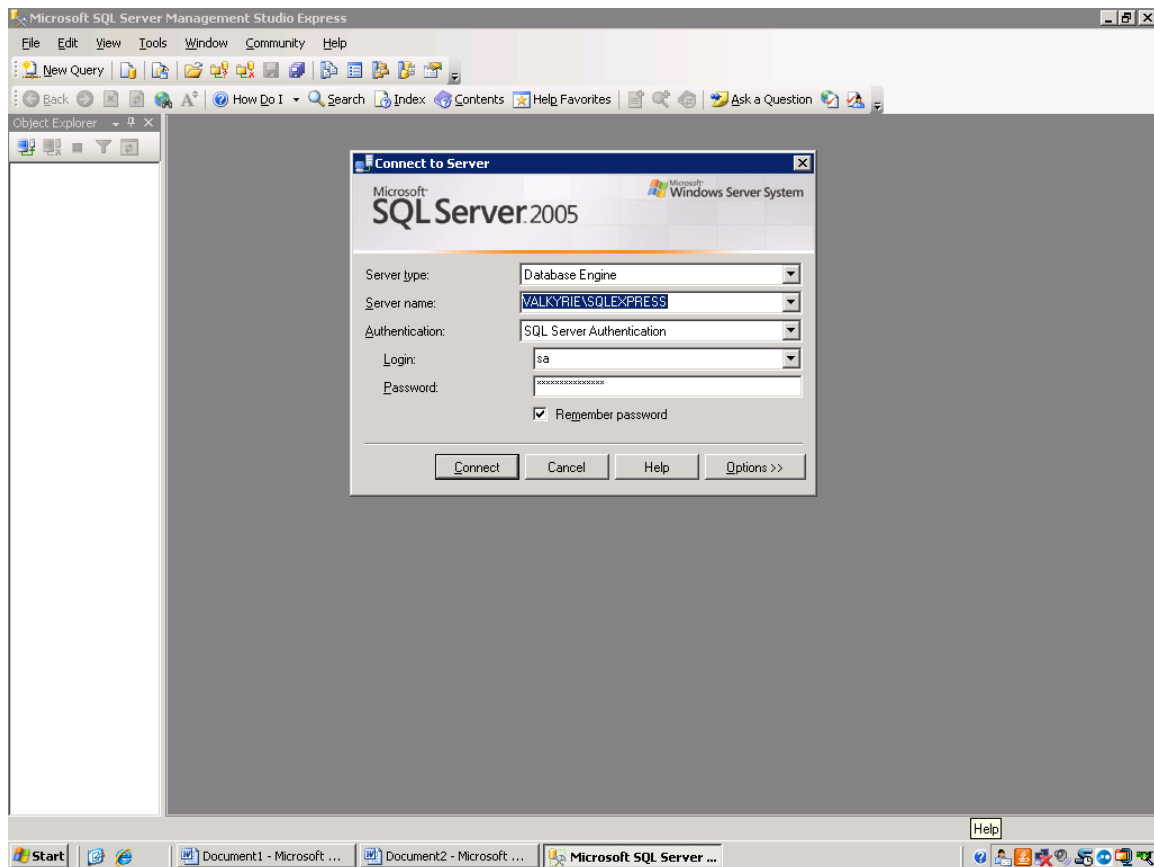 Microsoft SQL Server Management Studio Express
File Edit View Tools Window Community Help
New Query
Back How Do I Search Index Contents Help Favorites Ask a Question
Object Explorer
Connect to Server
Microsoft
SQL Server 2005
Microsoft
Windows Server System
Server type: Database Engine
Server name: VALKYRIE\SQLEXPRESS
Authentication: SQL Server Authentication
Login: sa
Password: ***************
Remember password
Connect Cancel Help Options >>
Help
Start Document1 - Microsoft ... Document2 - Microsoft ... Microsoft SQL Server ...